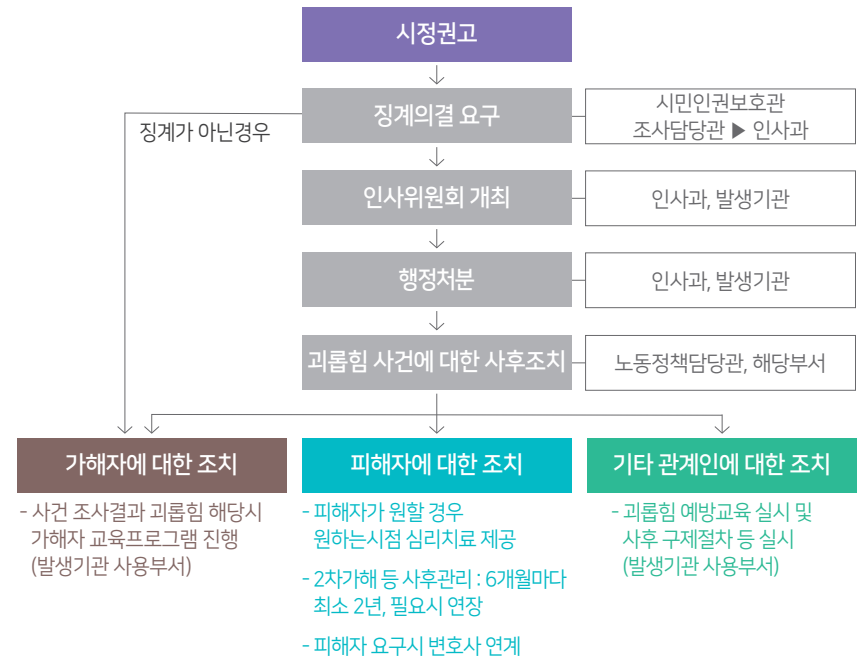 시정권고
징계의결 요구
시민인권보호관
조사담당관 ▶ 인사과
징계가 아닌경우
인사위원회 개최
인사과, 발생기관
행정처분
인사과, 발생기관
괴롭힘 사건에 대한 사후조치
노동정책담당관, 해당부서
가해자에 대한 조치
- 사건 조사결과 괴롭힘 해당시
가해자 교육프로그램 진행
(발생기관 사용부서)
피해자에 대한 조치
- 피해자가 원할 경우
원하는시점 심리치료 제공
- 2차가해 등 사후관리 : 6개월마다
최소 2년, 필요시 연장
- 피해자 요구시 변호사 연계
기타 관계인에 대한 조치
- 괴롭힘 예방교육 실시 및
사후 구제절차 등 실시
(발생기관 사용부서)